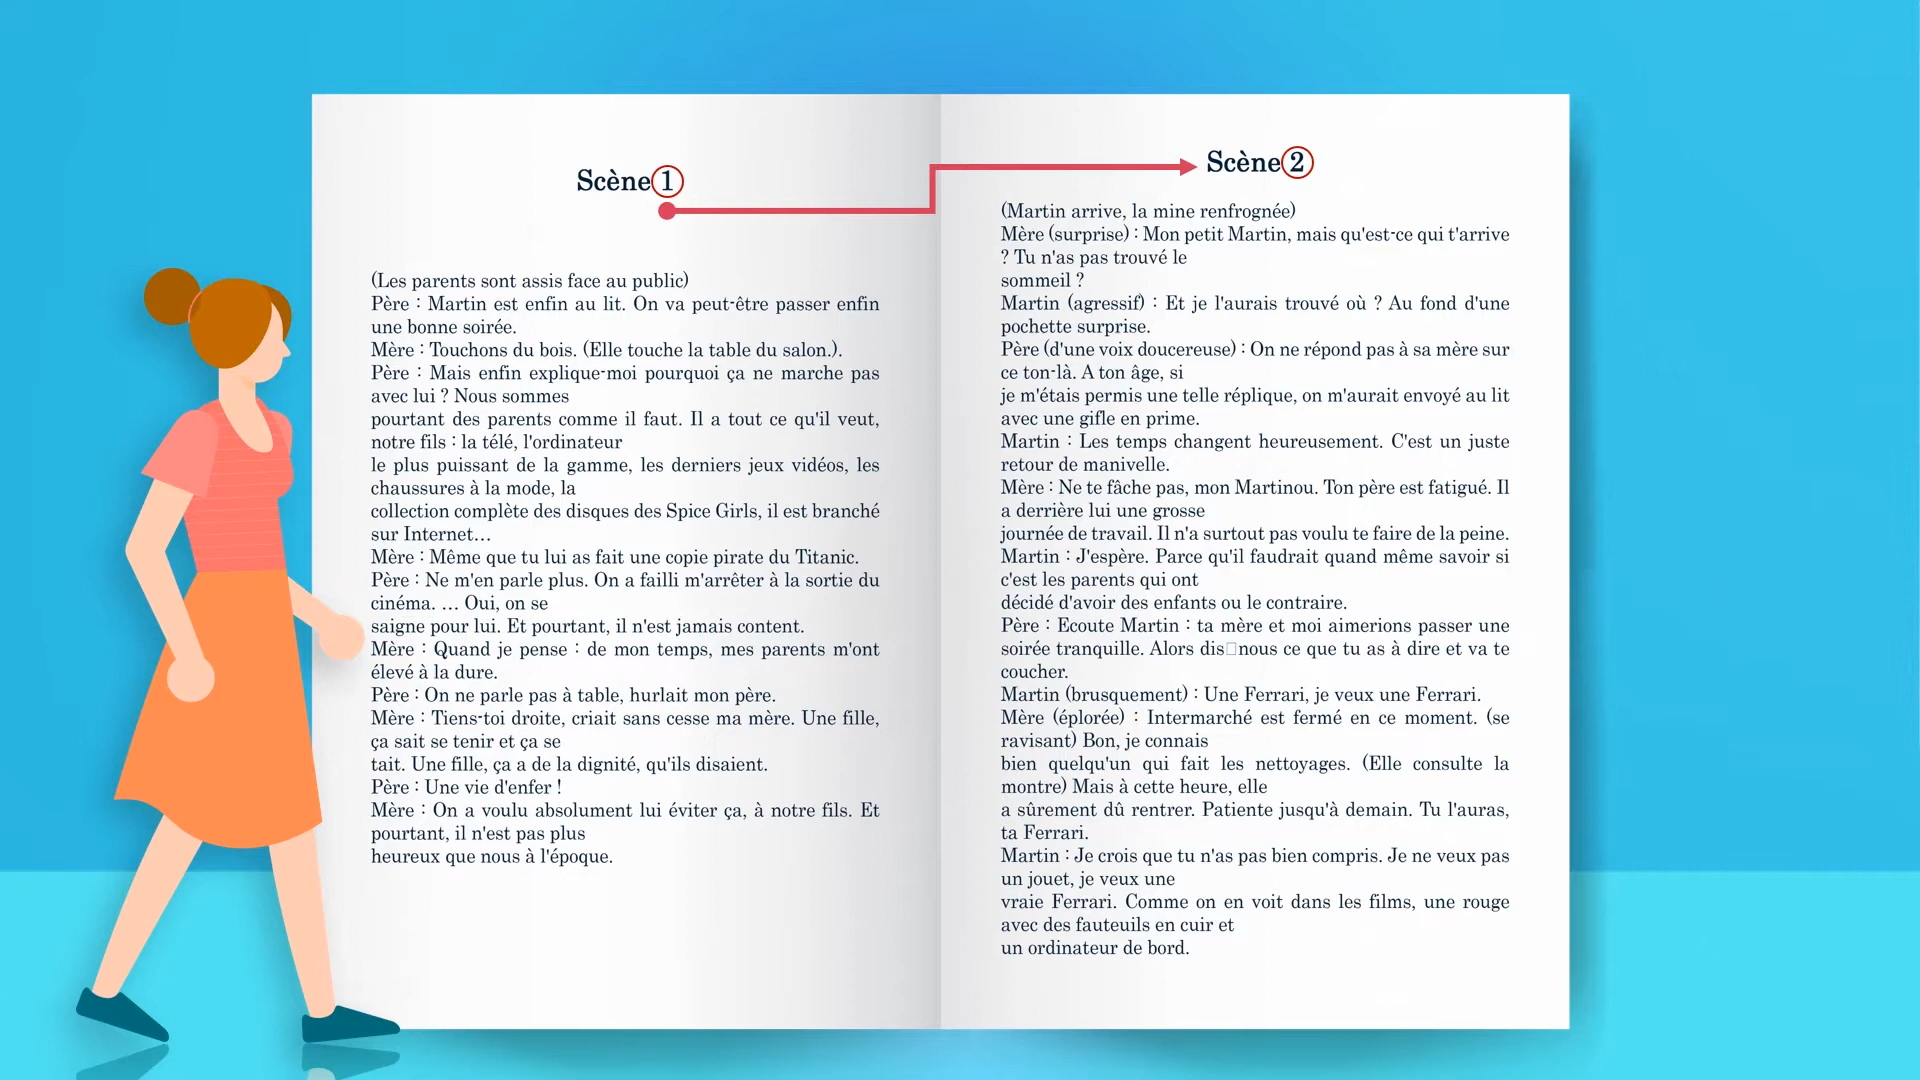 Scène 1
(Les parents sont assis face au public)
Père : Martin est enfin au lit. On va peut-être passer enfin
une bonne soirée.
Mère : Touchons du bois. (Elle touche la table du salon.).
Père : Mais enfin explique-moi pourquoi ça ne marche pas
avec lui ? Nous sommes
pourtant des parents comme il faut. Il a tout ce qu'il veut,
notre fils : la télé, l'ordinateur
le plus puissant de la gamme, les derniers jeux vidéos, les
chaussures à la mode, la
collection complète des disques des Spice Girls, il est branché
sur Internet…
Mère : Même que tu lui as fait une copie pirate du Titanic.
Père : Ne m'en parle plus. On a failli m'arrêter à la sortie du
cinéma. … Oui, on se
saigne pour lui. Et pourtant, il n'est jamais content.
Mère : Quand je pense : de mon temps, mes parents m'ont
élevé à la dure.
Père : On ne parle pas à table, hurlait mon père.
Mère : Tiens-toi droite, criait sans cesse ma mère. Une fille,
ça sait se tenir et ça se
tait. Une fille, ça a de la dignité, qu'ils disaient.
Père : Une vie d'enfer !
Mère : On a voulu absolument lui éviter ça, à notre fils. Et
pourtant, il n'est pas plus
heureux que nous à l'époque.
Scène 2
(Martin arrive, la mine renfrognée)
Mère (surprise) : Mon petit Martin, mais qu'est-ce qui t'arrive
? Tu n'as pas trouvé le
sommeil ?
Martin (agressif) : Et je l'aurais trouvé où ? Au fond d'une
pochette surprise.
Père (d'une voix doucereuse) : On ne répond pas à sa mère sur
ce ton-là. A ton âge, si
je m'étais permis une telle réplique, on m'aurait envoyé au lit
avec une gifle en prime.
Martin : Les temps changent heureusement. C'est un juste
retour de manivelle.
Mère : Ne te fâche pas, mon Martinou. Ton père est fatigué. Il
a derrière lui une grosse
journée de travail. Il n'a surtout pas voulu te faire de la peine.
Martin : J'espère. Parce qu'il faudrait quand même savoir si
c'est les parents qui ont
décidé d'avoir des enfants ou le contraire.
Père : Ecoute Martin : ta mère et moi aimerions passer une
soirée tranquille. Alors dis□nous ce que tu as à dire et va te
coucher.
Martin (brusquement) : Une Ferrari, je veux une Ferrari.
Mère (éplorée) : Intermarché est fermé en ce moment. (se
ravisant) Bon, je connais
bien quelqu'un qui fait les nettoyages. (Elle consulte la
montre) Mais à cette heure, elle
a sûrement dû rentrer. Patiente jusqu'à demain. Tu l'auras,
ta Ferrari.
Martin : Je crois que tu n'as pas bien compris. Je ne veux pas
un jouet, je veux une
vraie Ferrari. Comme on en voit dans les films, une rouge
avec des fauteuils en cuir et
un ordinateur de bord.